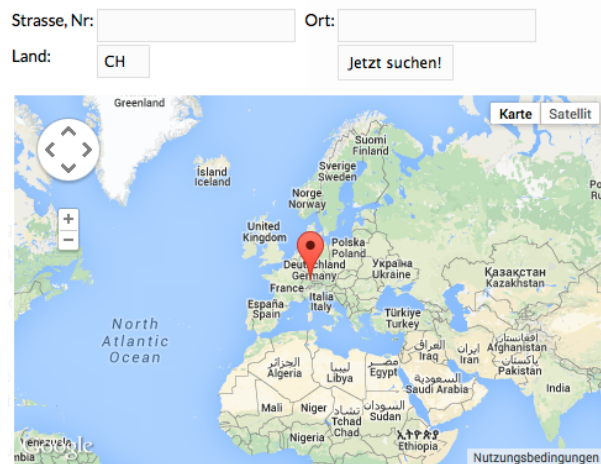 Strasse, Nr: Ort:
Land: CH Jetzt suchen!
Greenland
Karte Satellit
Suomi
Finland
Ísland
Iceland
Sverige
Sweden
Norge
Norway
United
Kingdom
Polska
Poland
Deutschland
Germany
Україна
Ukraine
Қазақстан
Kazakhstan
France
Italia
Italy
España
Spain
Türkiye
Turkey
North
Atlantic
Ocean
العراق
Iraq
ایران
Iran
افغانستان
Afghanistan
پاکستان
Pakistan
الجزائر
Algeria
ليبيا
Libya
مصر
Egypt
السعودية
Saudi Arabia
India
Mali
Niger
تشاد
Tchad
Chad
السودان
Sudan
Nigeria
ኢትዮጵያ
Ethiopia
Google
Nutzungsbedingungen